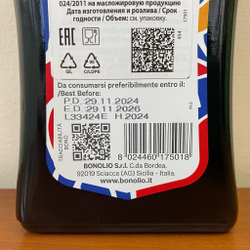 024/2011 на масложировую продукцию
Дата изготовления и розлива / Срок
годности / Объем: см. упаковку.
EAC
GL
C/LDPE
Da consumarsi preferibilmente entro il:
/Best Before:
P.D. 29.11.2024
E.D. 29.11.2026
L33424E H.2024
TRACCIABILITÀ
BONO
8 024460 175018
BONOLIO S.A.S. C.da Bordea,
92019 Sciacca (AG) Sicilia - Italia.
www.bonolio.it